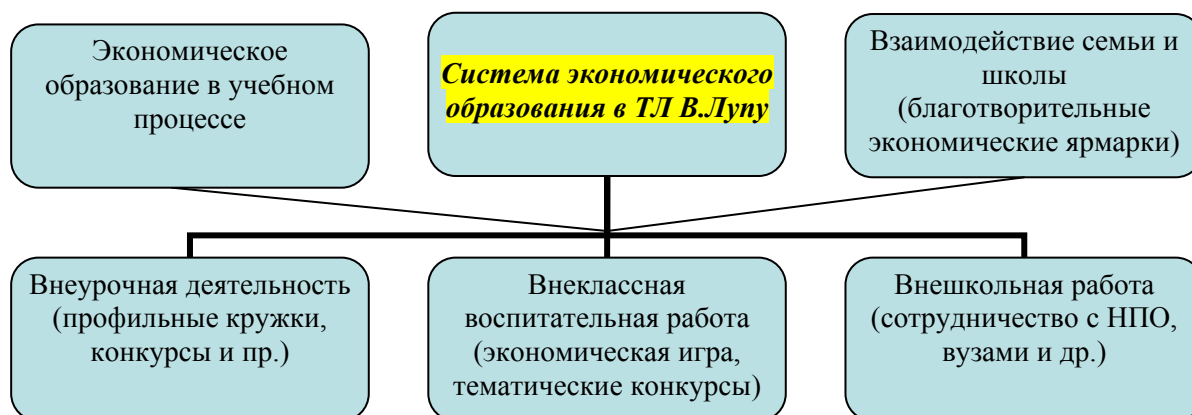 Экономическое
образование в учебном
процессе
Система экономического
образования в ТЛ В.Лупу
Взаимодействие семьи и
школы
(благотворительные
экономические ярмарки)
Внеурочная деятельность
(профильные кружки,
конкурсы и пр.)
Внеклассная
воспитательная работа
(экономическая игра,
тематические конкурсы)
Внешкольная работа
(сотрудничество с НПО,
вузами и др.)